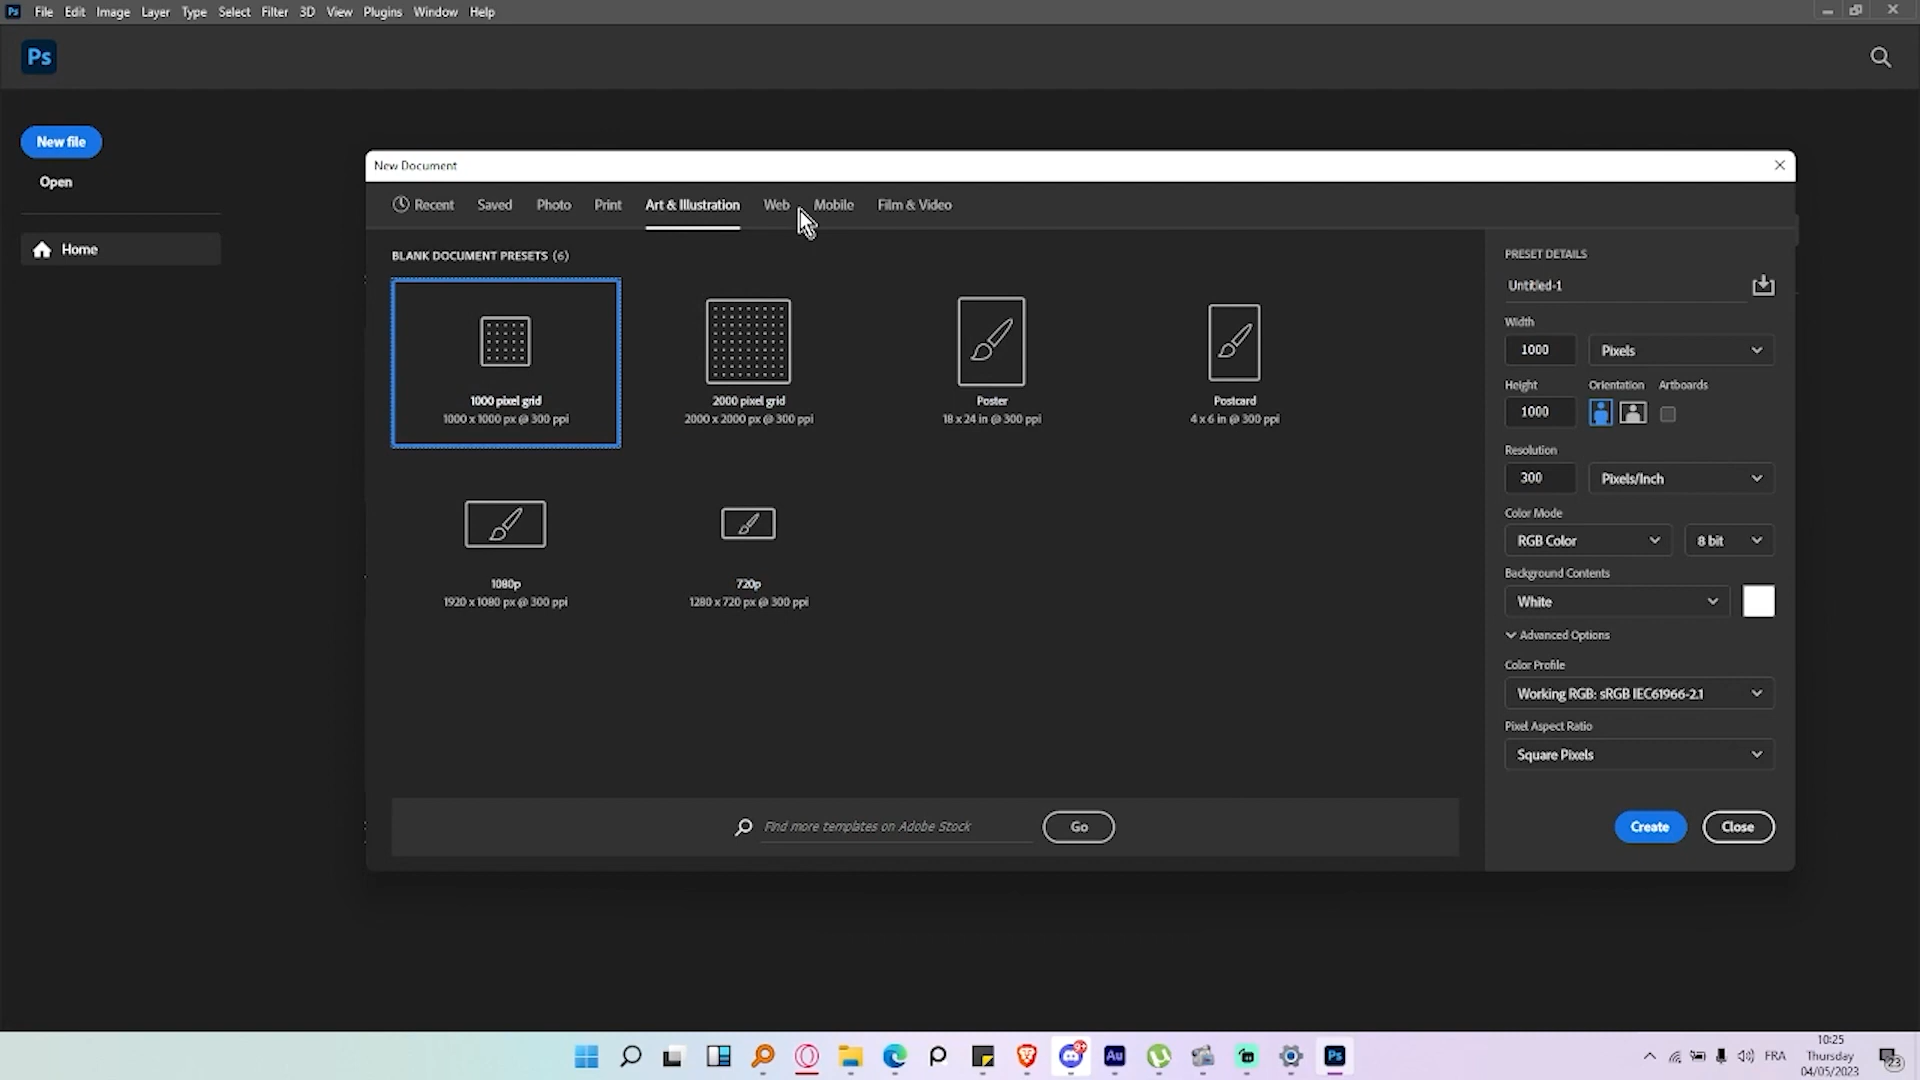 Ps File Edit Image Layer Type Select Filter 3D View Plugins Window Help
Ps
New file
Open
Home
New Document
Recent Saved Photo Print Art & Illustration Web Mobile Film & Video
BLANK DOCUMENT PRESETS (6)
1000 pixel grid
1000 x 1000 px @ 300 ppi
2000 pixel grid
2000 x 2000 px @ 300 ppi
Poster
18 x 24 in @ 300 ppi
Postcard
4 x 6 in @ 300 ppi
1080p
1920 x 1080 px @ 300 ppi
720p
1280 x 720 px @ 300 ppi
Find more templates on Adobe Stock
Go
PRESET DETAILS
Untitled-1
Width
1000 Pixels
Height Orientation Artboards
1000
Resolution
300 Pixels/Inch
Color Mode
RGB Color 8 bit
Background Contents
White
Advanced Options
Color Profile
Working RGB: sRGB IEC61966-2.1
Pixel Aspect Ratio
Square Pixels
Create Close
Au
Ps
FRA
10:25
Thursday
04/05/2023
23